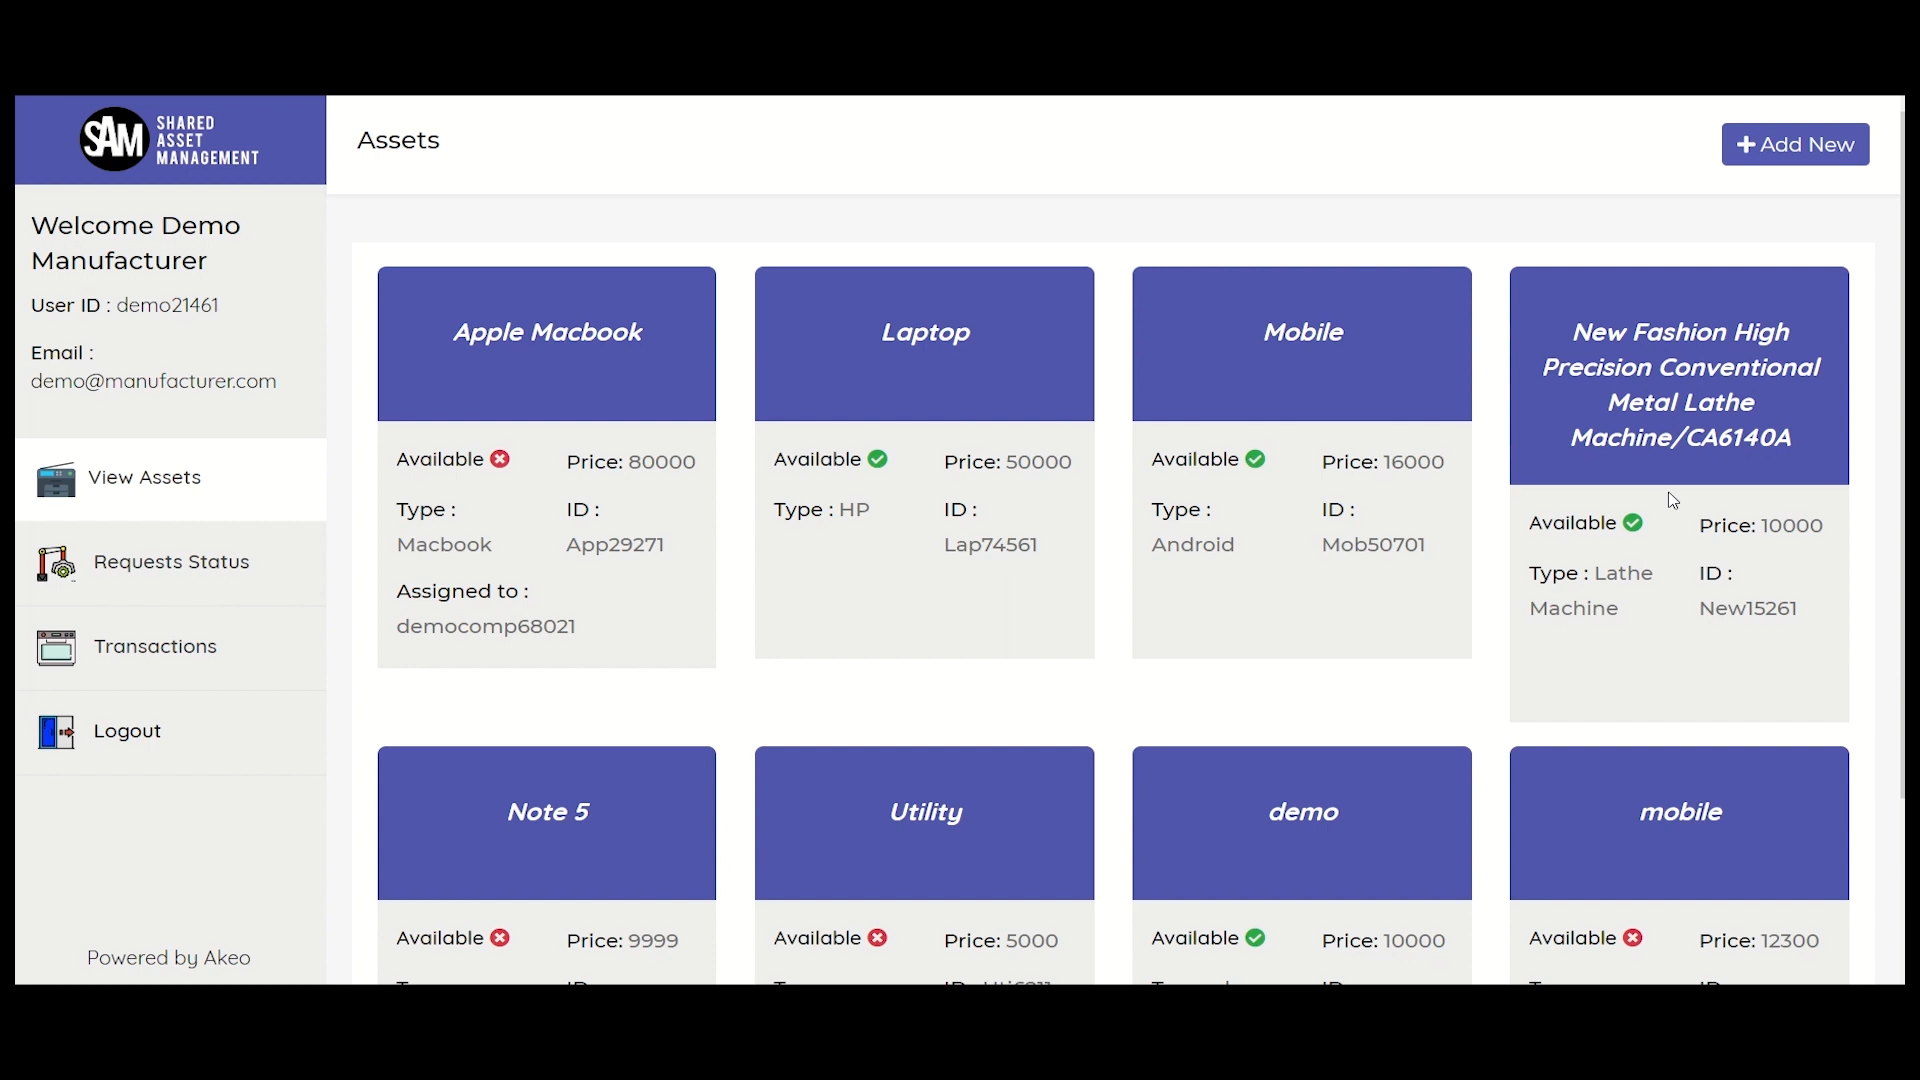 SAM SHARED
ASSET
MANAGEMENT
Welcome Demo
Manufacturer
User ID : demo21461
Email :
demo@manufacturer.com
View Assets
Requests Status
Transactions
Logout
Powered by Akeo
Assets
Add New
Apple Macbook
Available
Price: 80000
Type :
Macbook
ID :
App29271
Assigned to :
democomp68021
Laptop
Available
Price: 50000
Type : HP
ID :
Lap74561
Mobile
Available
Price: 16000
Type :
Android
ID :
Mob50701
New Fashion High
Precision Conventional
Metal Lathe
Machine/CA6140A
Available
Price: 10000
Type : Lathe
Machine
ID :
New15261
Note 5
Available
Price: 9999
Utility
Available
Price: 5000
demo
Available
Price: 10000
mobile
Available
Price: 12300